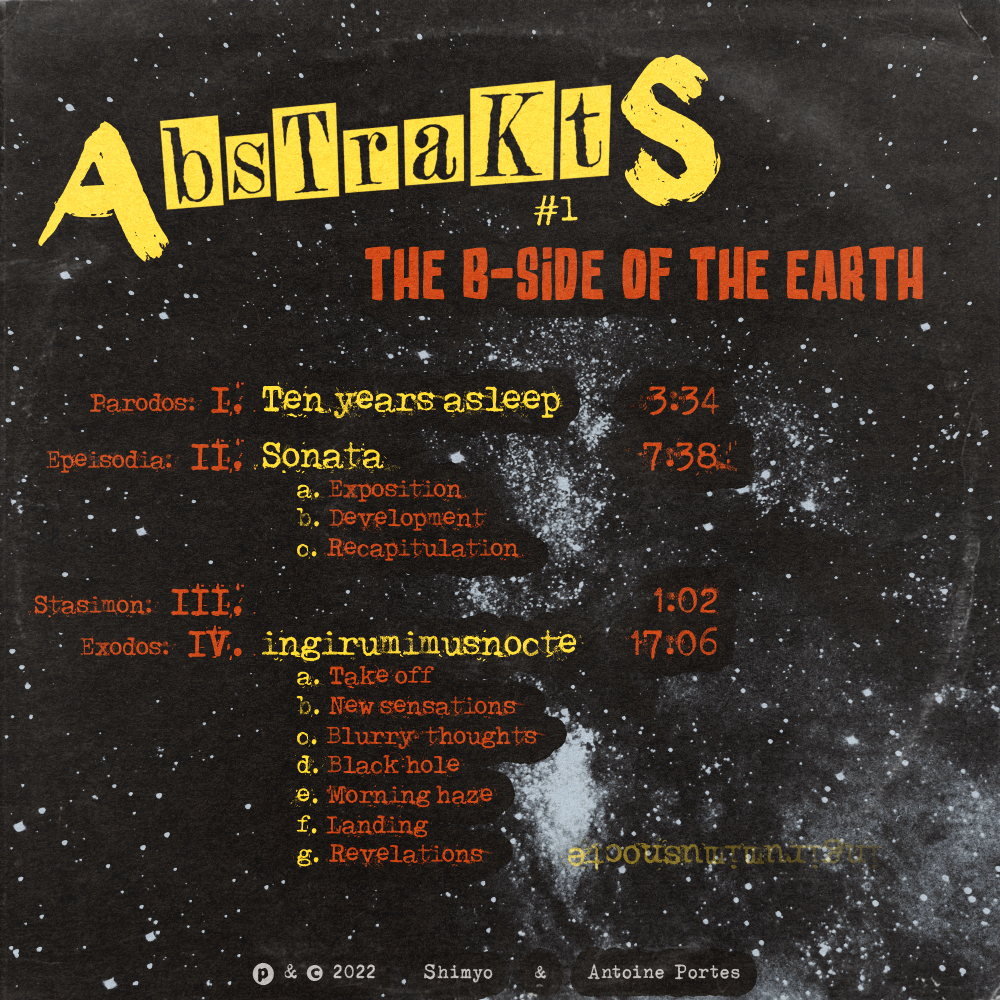 AbsTraKtS
#1
THE B-SiDE OF THE EARTH
Parodos: I. Ten years asleep 3:34
Epeisodia: II. Sonata 7:38
a. Exposition
b. Development
c. Recapitulation
Stasimon: III. 1:02
Exodos: IV. ingirumimusnocte 17:06
a. Take off
b. New sensations
c. Blurry thoughts
d. Black hole
e. Morning haze
f. Landing
g. Revelations
ingirumimusnocte
℗ & © 2022 Shimyo & Antoine Portes